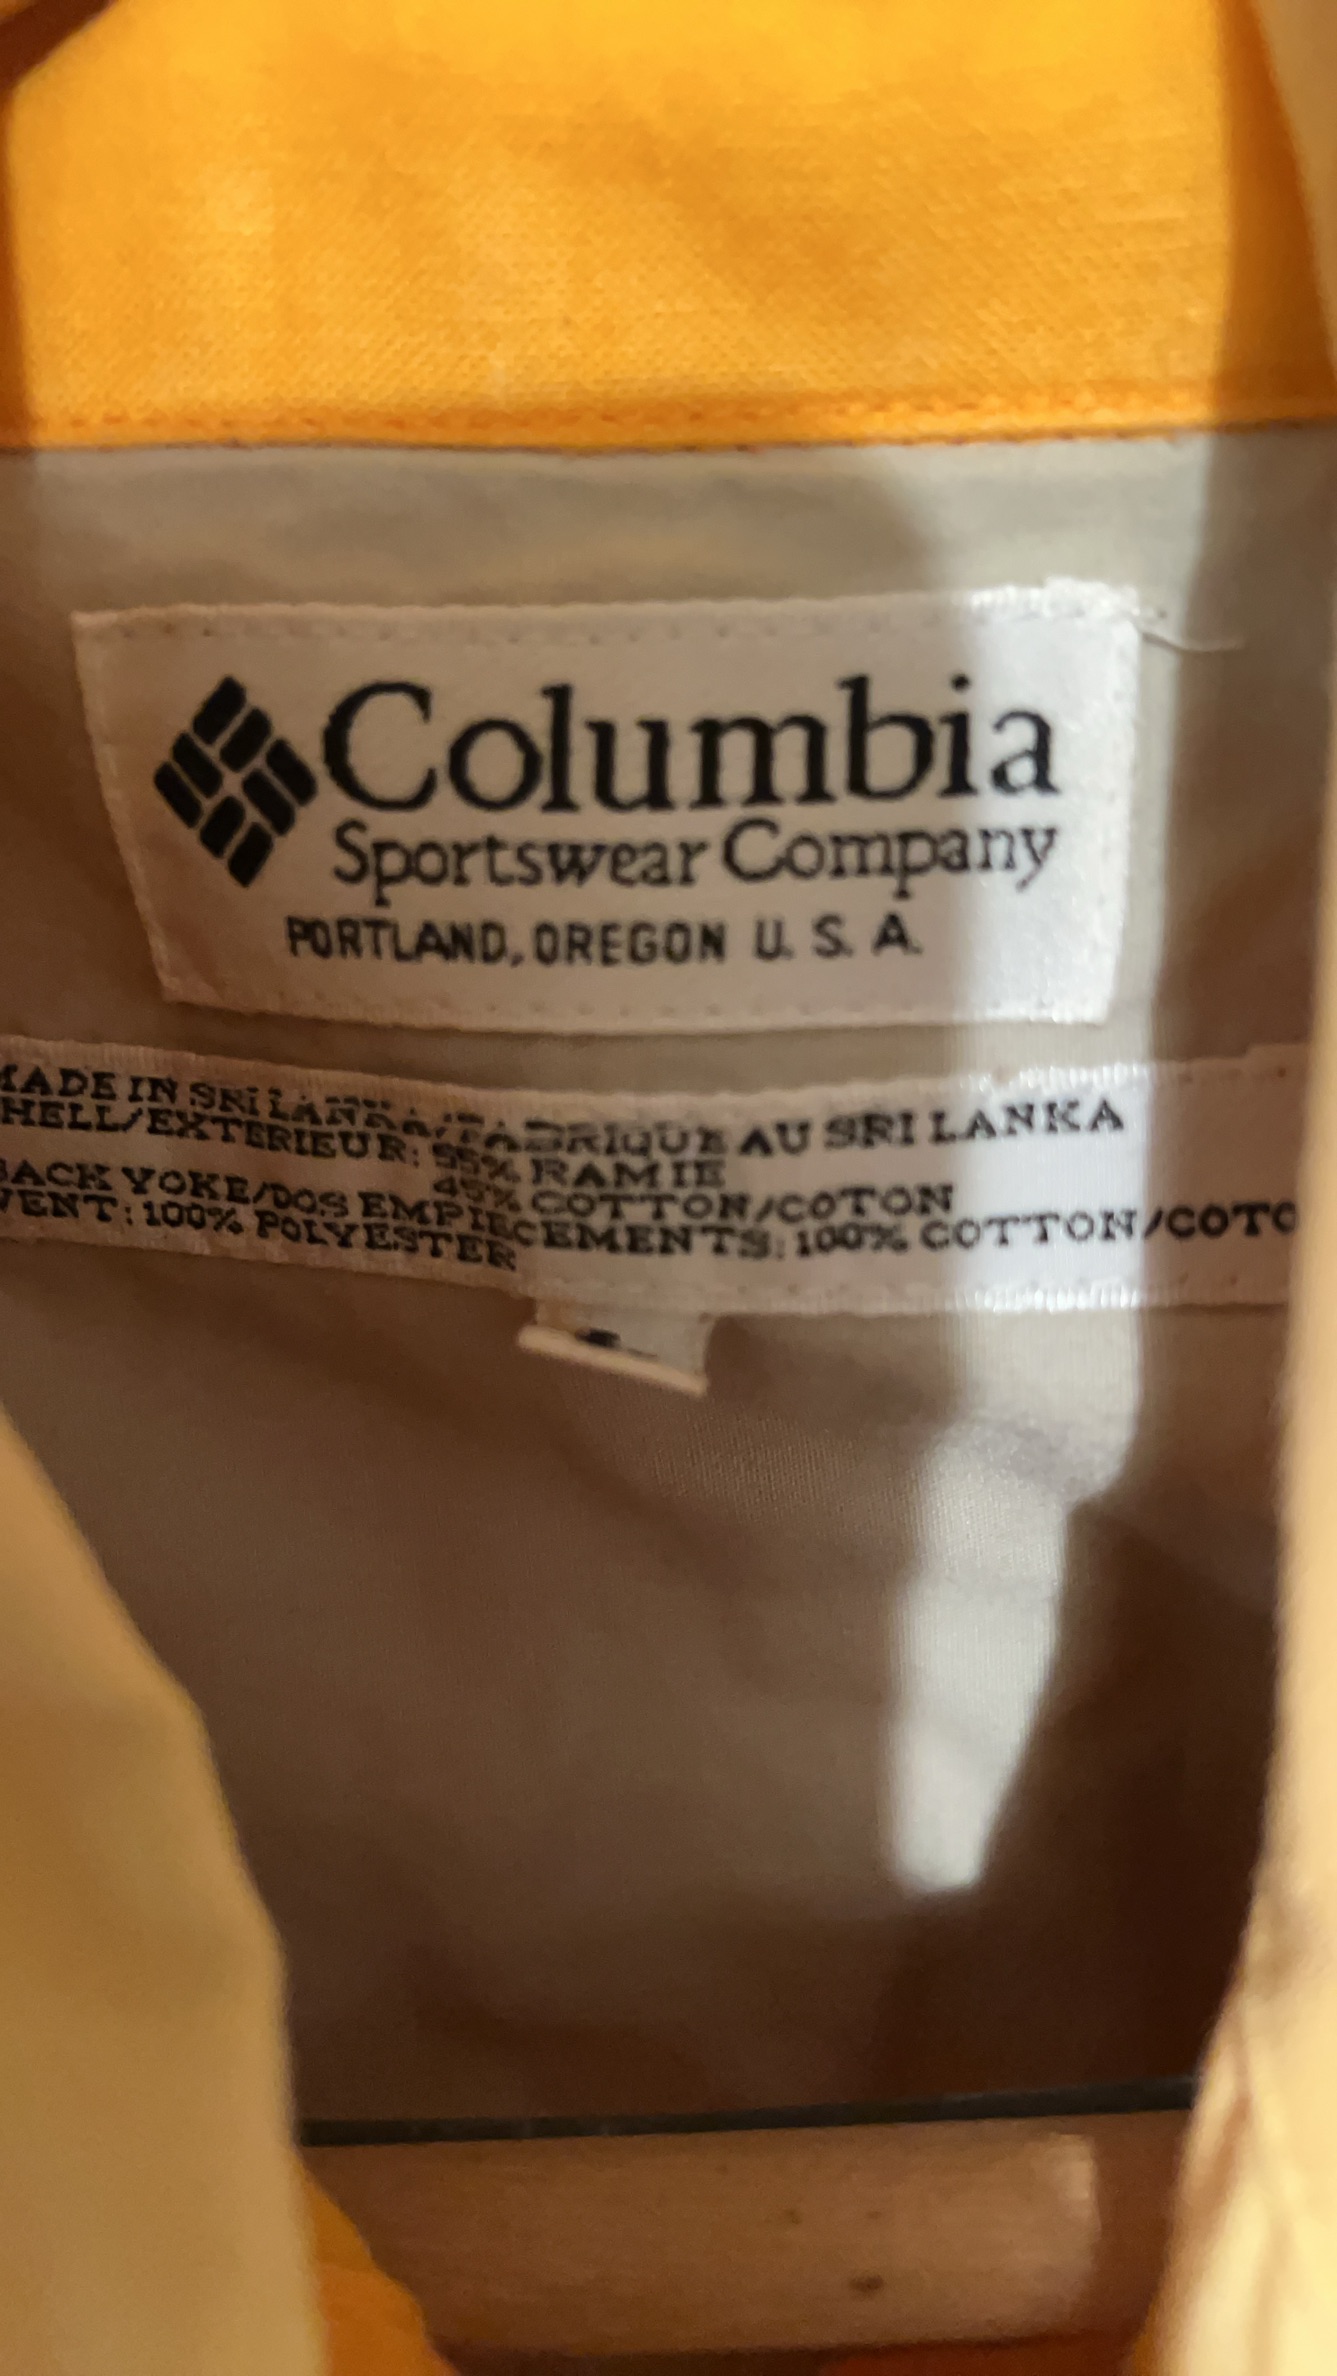 Columbia
Sportswear Company
PORTLAND, OREGON U. S. A.
MADE IN SRI LANKA/FABRIQUE AU SRI LANKA
HELL/EXTERIEUR: 55% RAMIE
45% COTTON/COTON
BACK YOKE/DOS EMPIECEMENTS: 100% COTTON/COTO
VENT: 100% POLYESTER